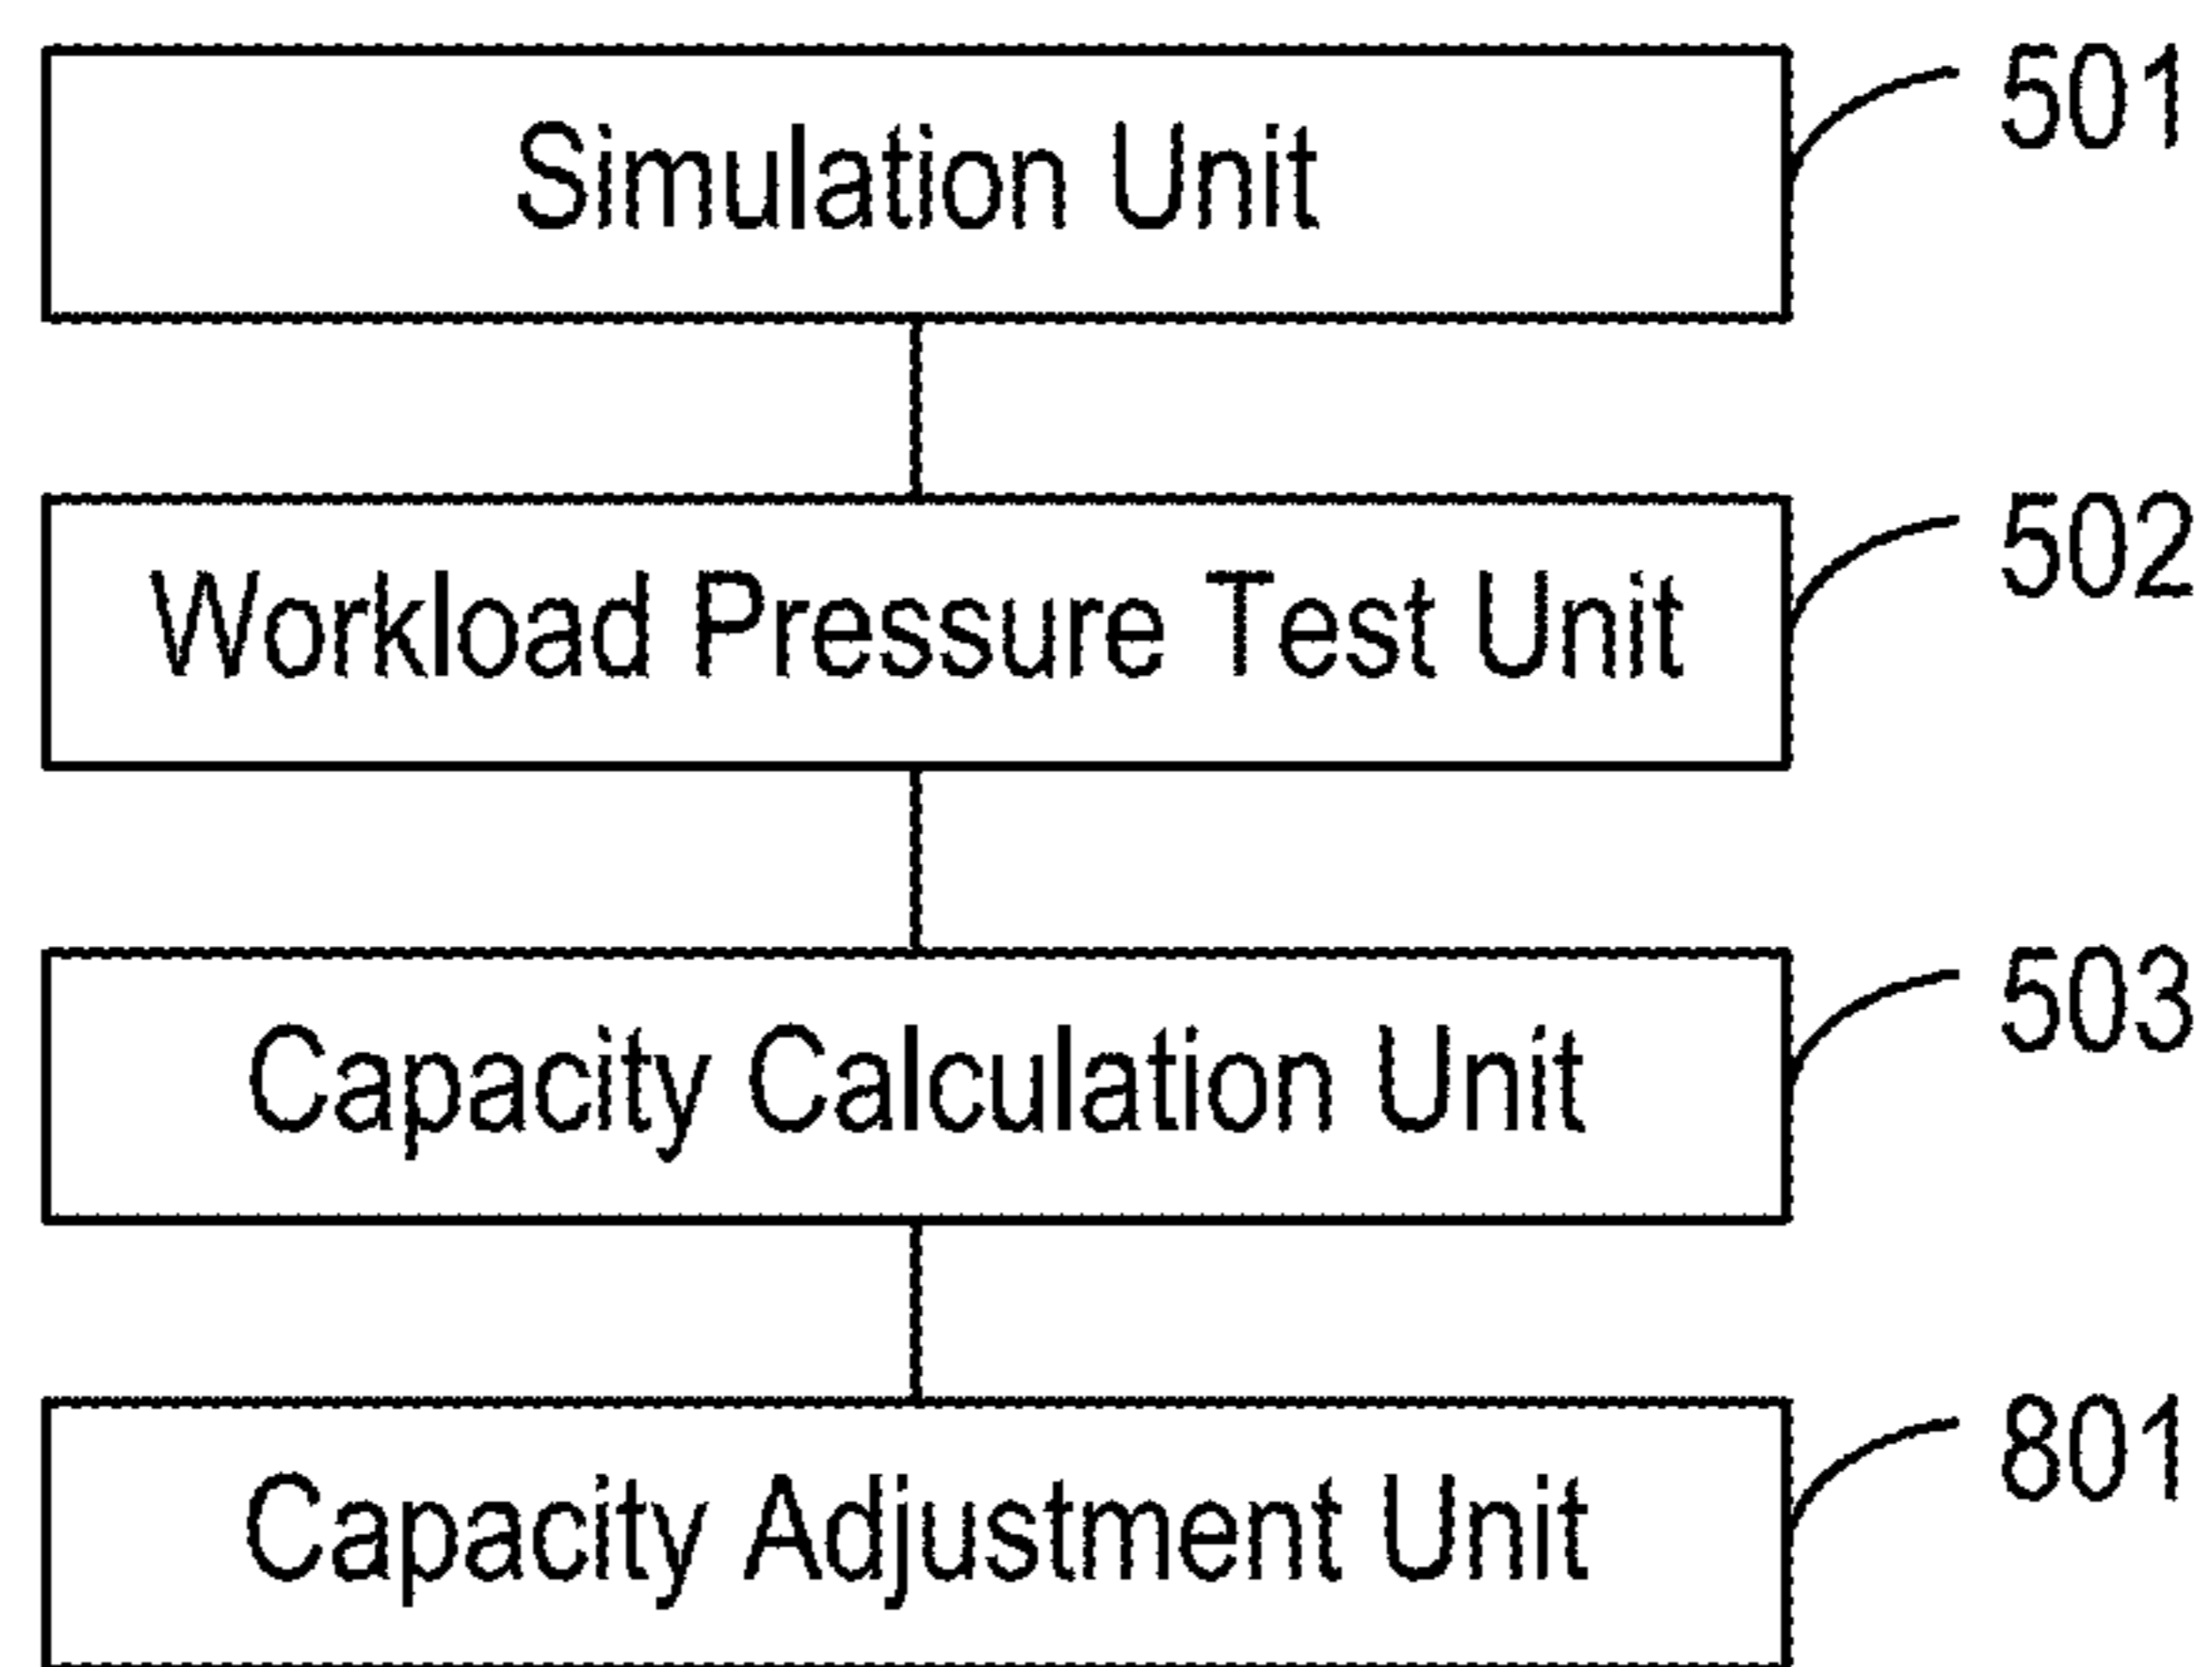 Simulation Unit 501
Workload Pressure Test Unit 502
Capacity Calculation Unit 503
Capacity Adjustment Unit 801